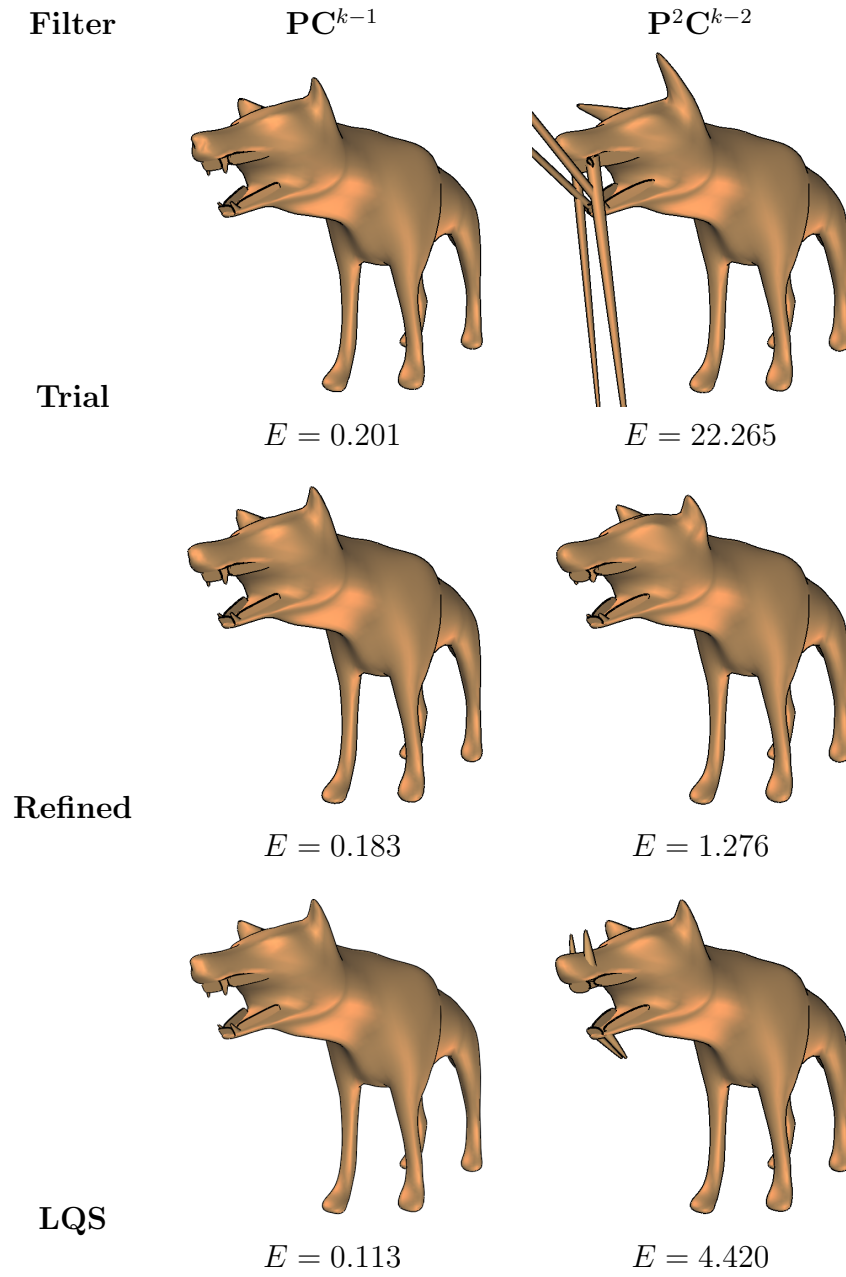 Filter PC^{k−1} P²C^{k−2}
Trial
E = 0.201 E = 22.265
Refined
E = 0.183 E = 1.276
LQS
E = 0.113 E = 4.420